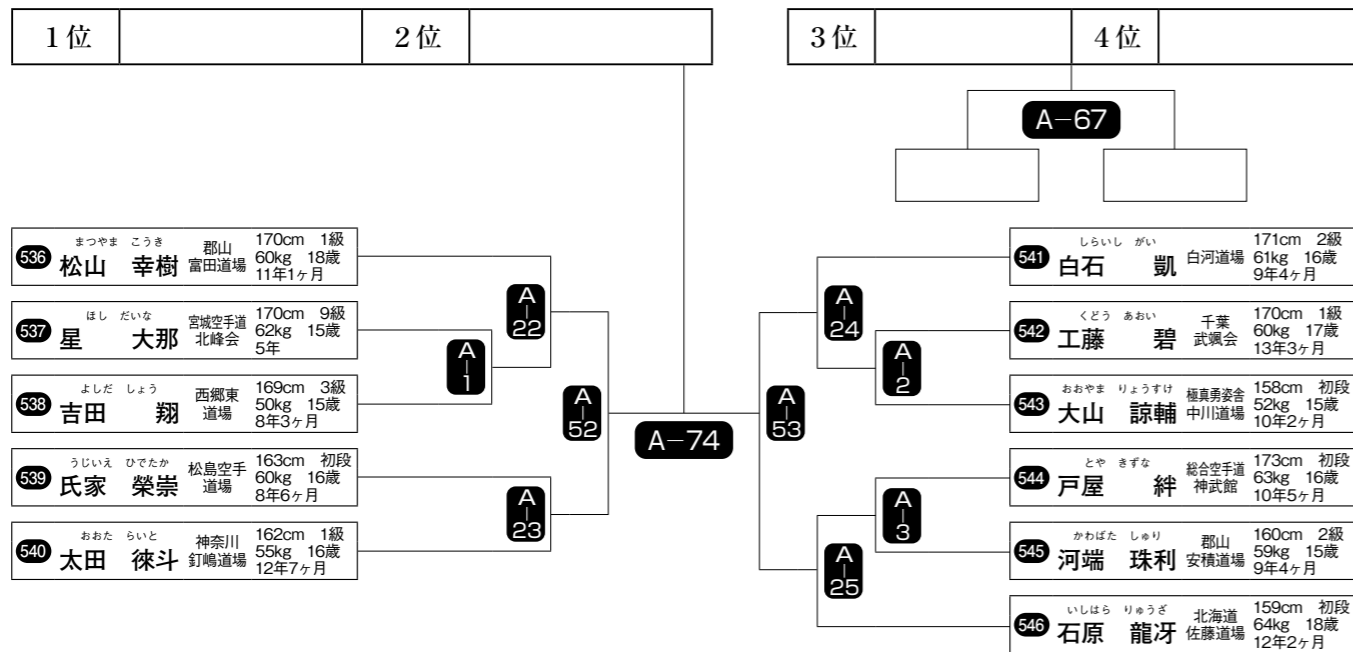 1位 2位 3位 4位
A-67
536 まつやま こうき 松山 幸樹 郡山 富田道場 170cm 1級 60kg 18歳 11年1ヶ月
537 ほし だいな 星 大那 宮城空手道 北峰会 170cm 9級 62kg 15歳 5年
538 よしだ しょう 吉田 翔 西郷東 道場 169cm 3級 50kg 15歳 8年3ヶ月
539 うじいえ ひでたか 氏家 榮崇 松島空手 道場 163cm 初段 60kg 16歳 8年6ヶ月
540 おおた らいと 太田 徠斗 神奈川 釘嶋道場 162cm 1級 55kg 16歳 12年7ヶ月
A-22
A-1
A-52
A-23
A-74
A-53
A-24
A-2
A-3
A-25
541 しらいし がい 白石 凱 白河道場 171cm 2級 61kg 16歳 9年4ヶ月
542 くどう あおい 工藤 碧 千葉 武颯会 170cm 1級 60kg 17歳 13年3ヶ月
543 おおやま りょうすけ 大山 諒輔 極真勇姿舎 中川道場 158cm 初段 52kg 15歳 10年2ヶ月
544 とや きずな 戸屋 絆 総合空手道 神武館 173cm 初段 63kg 16歳 10年5ヶ月
545 かわばた しゅり 河端 珠利 郡山 安積道場 160cm 2級 59kg 15歳 9年4ヶ月
546 いしはら りゅうざ 石原 龍冴 北海道 佐藤道場 159cm 初段 64kg 18歳 12年2ヶ月